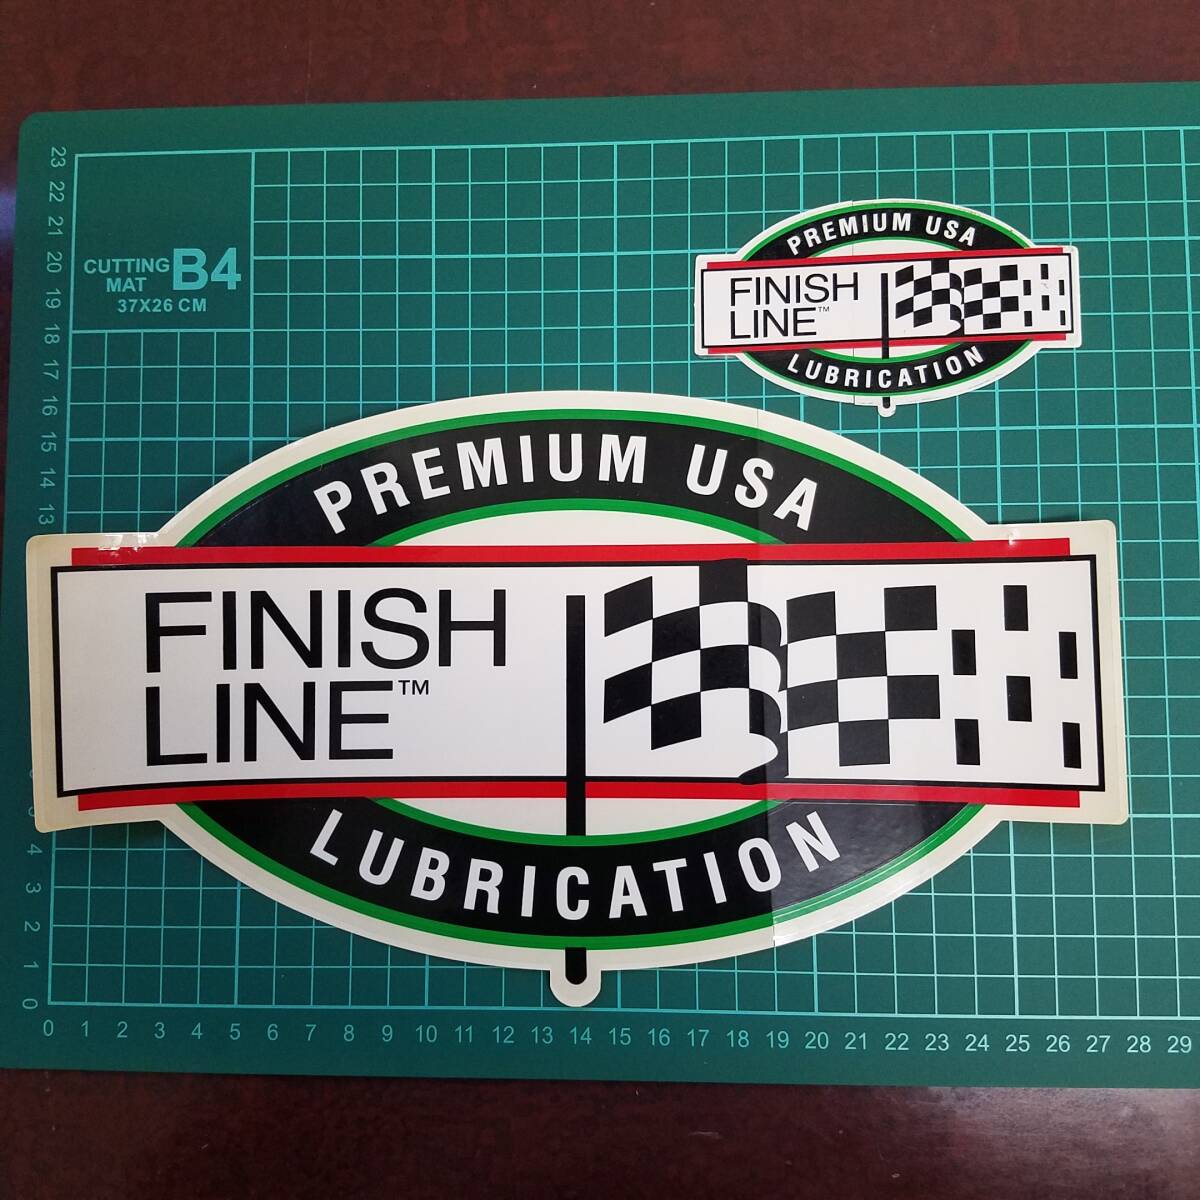 CUTTING MAT B4
37X26 CM
PREMIUM USA
FINISH
LINE™
LUBRICATION
PREMIUM USA
FINISH
LINE™
LUBRICATION
23
22
21
20
19
18
17
16
15
14
13
4
3
2
1
0
0 1 2 3 4 5 6 7 8 9 10 11 12 13 14 15 16 17 18 19 20 21 22 23 24 25 26 27 28 29